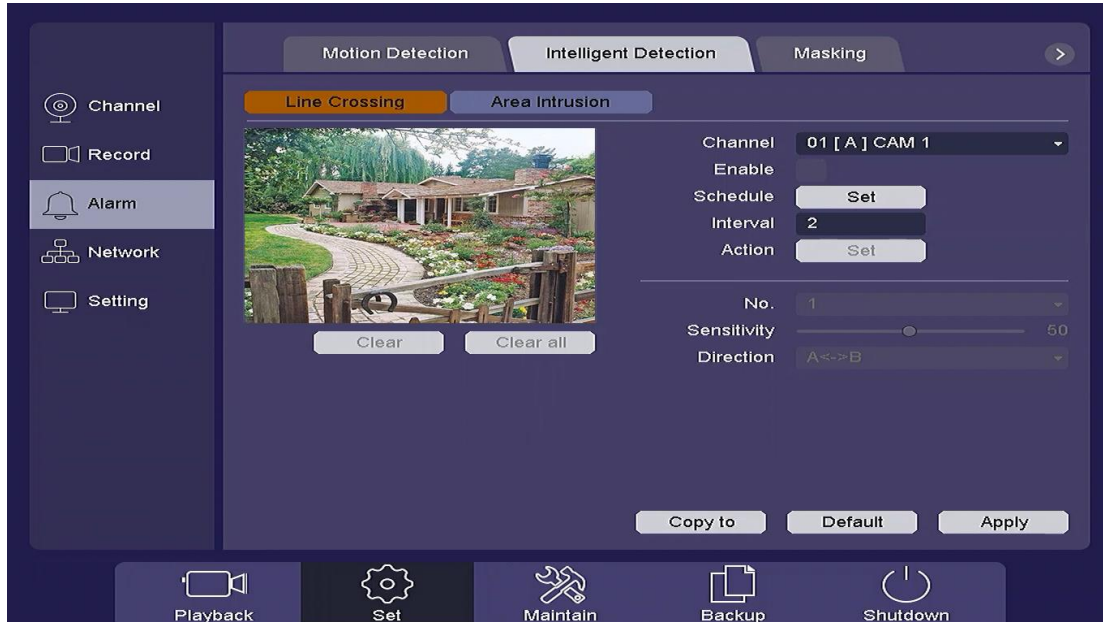 Motion Detection Intelligent Detection Masking >
Channel
Record
Alarm
Network
Setting
Line Crossing Area Intrusion
Channel 01 [ A ] CAM 1
Enable
Schedule Set
Interval 2
Action Set
No. 1
Sensitivity 50
Direction A<->B
Clear Clear all
Copy to Default Apply
Playback Set Maintain Backup Shutdown